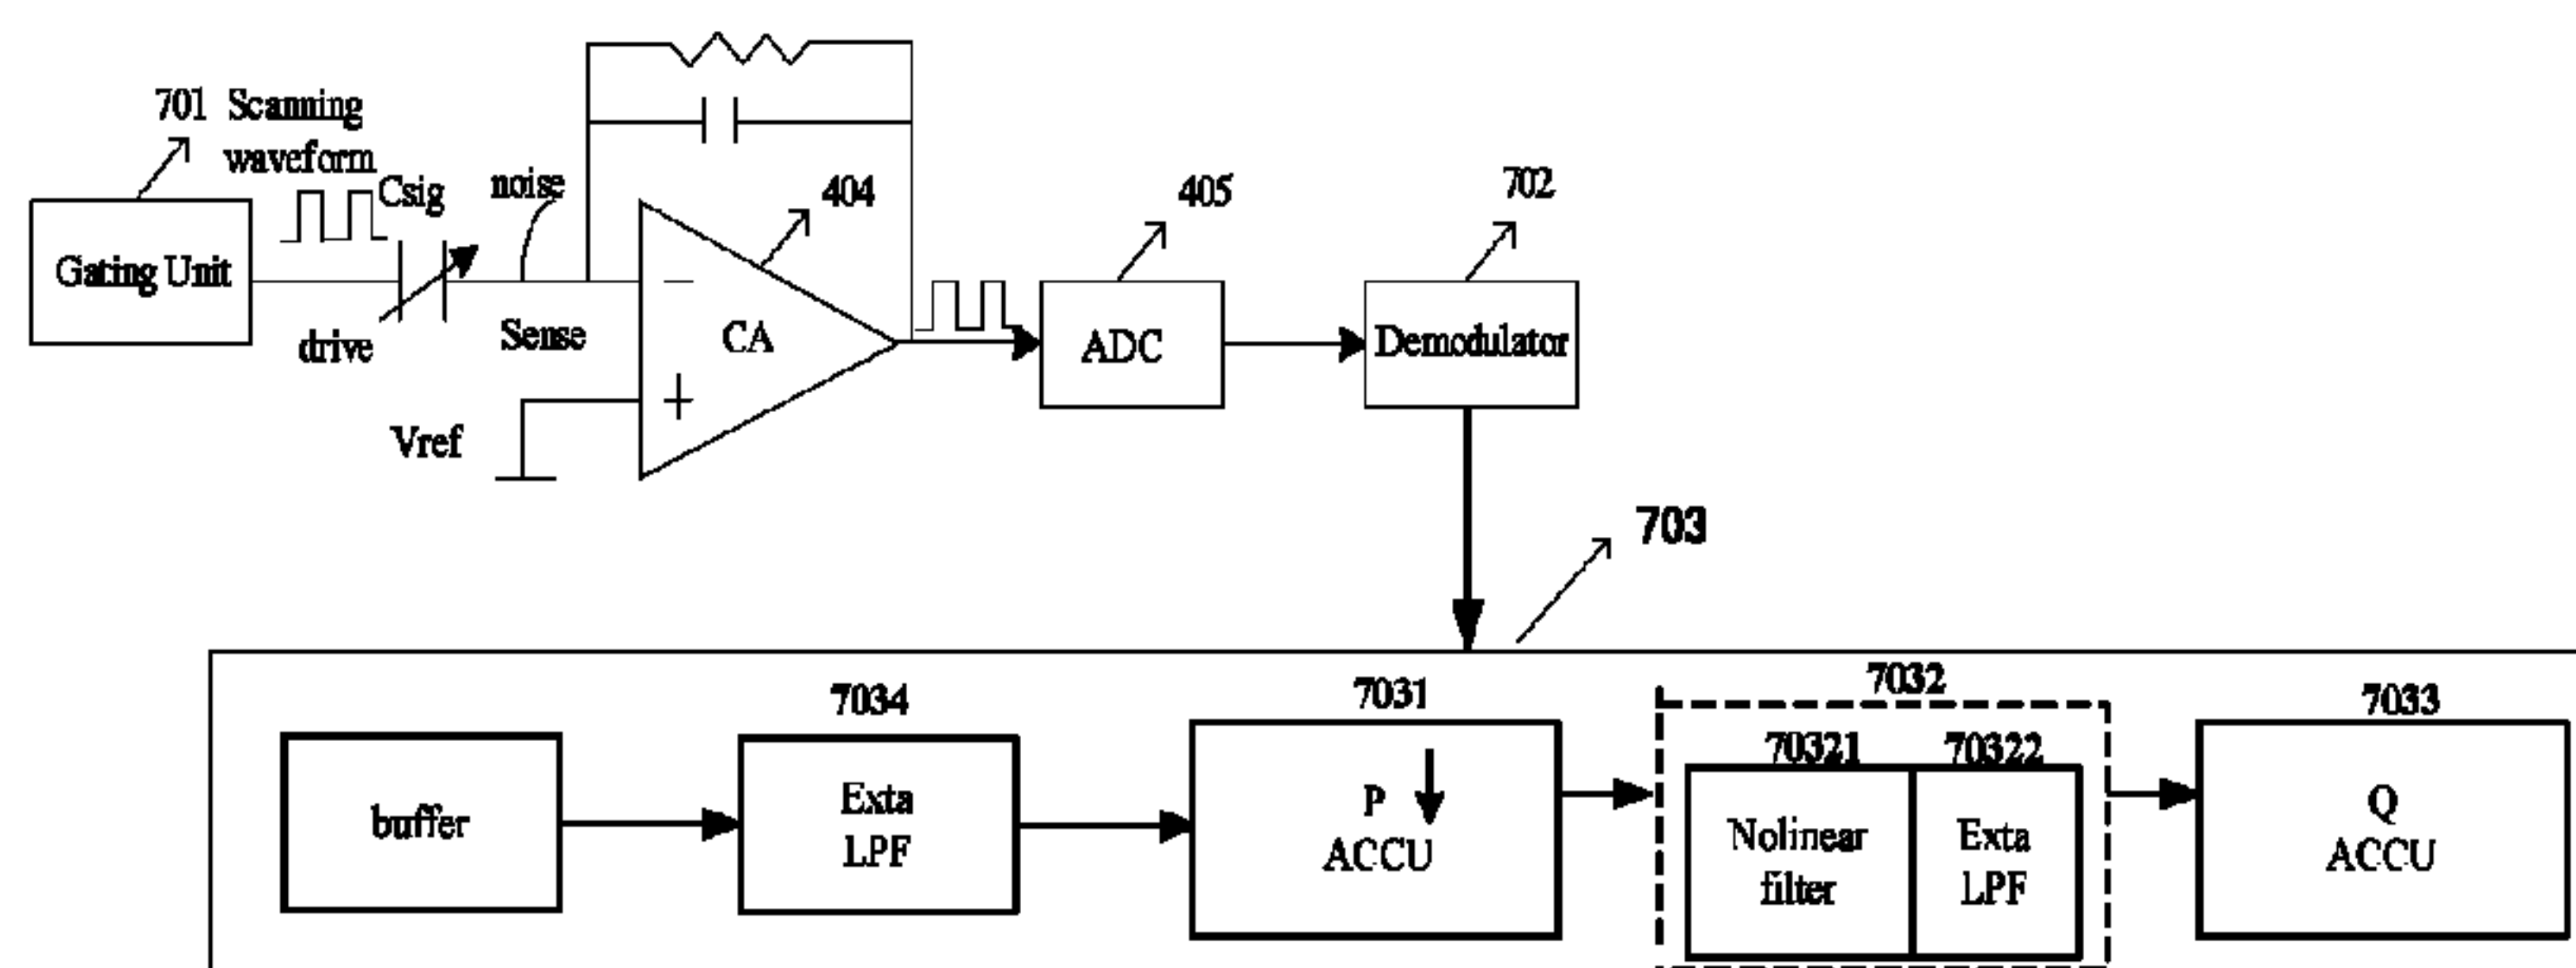 701 Scanning
waveform
Csig
noise
404
405
702
Gating Unit
drive
Sense
CA
ADC
Demodulator
Vref
703
7034
7031
7032
7033
70321
70322
buffer
Exta
LPF
P
ACCU
Nolinear
filter
Exta
LPF
Q
ACCU